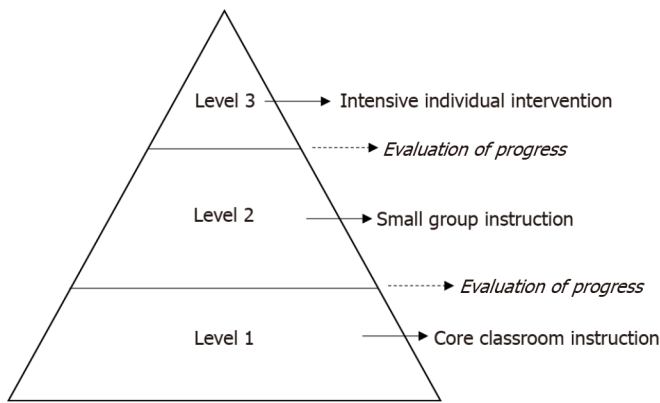 Level 3 Intensive individual intervention
Evaluation of progress
Level 2 Small group instruction
Evaluation of progress
Level 1 Core classroom instruction